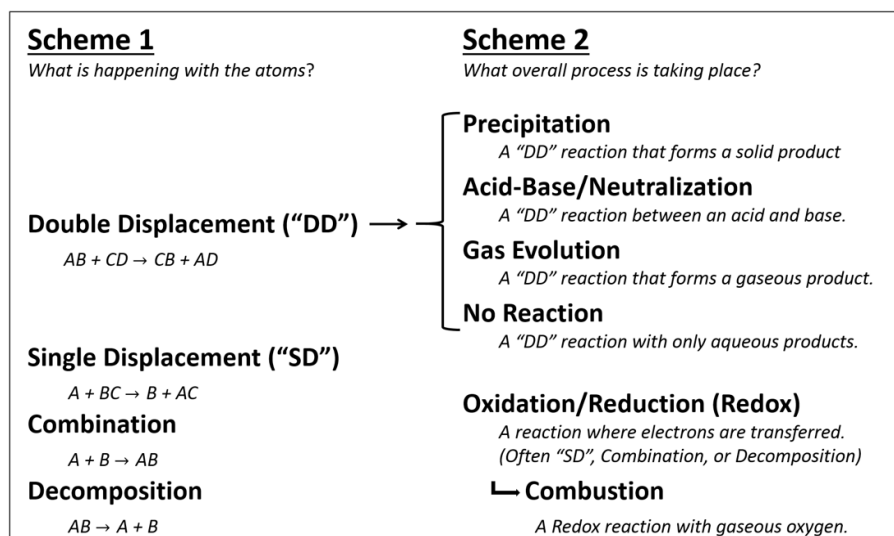 Scheme 1
What is happening with the atoms?
Double Displacement (“DD”)
AB + CD → CB + AD
Single Displacement (“SD”)
A + BC → B + AC
Combination
A + B → AB
Decomposition
AB → A + B
Scheme 2
What overall process is taking place?
Precipitation
A “DD” reaction that forms a solid product
Acid-Base/Neutralization
A “DD” reaction between an acid and base.
Gas Evolution
A “DD” reaction that forms a gaseous product.
No Reaction
A “DD” reaction with only aqueous products.
Oxidation/Reduction (Redox)
A reaction where electrons are transferred.
(Often “SD”, Combination, or Decomposition)
Combustion
A Redox reaction with gaseous oxygen.